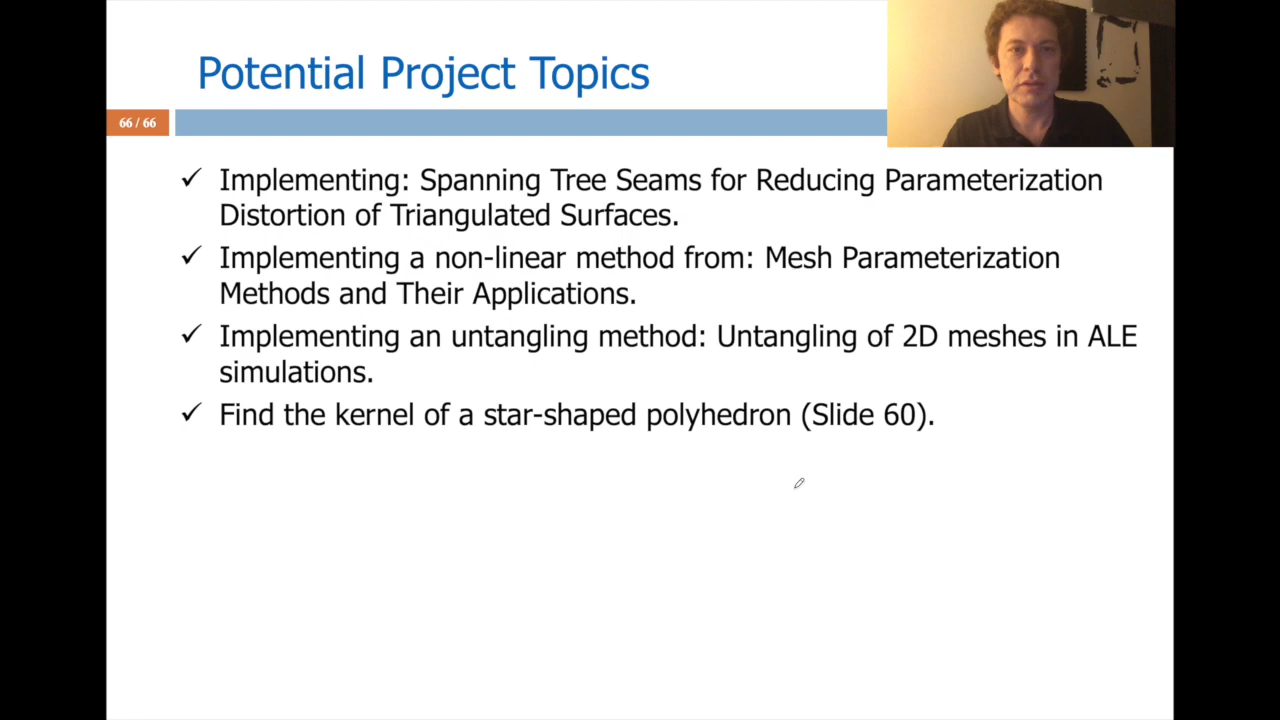 Potential Project Topics
66 / 66
✓ Implementing: Spanning Tree Seams for Reducing Parameterization
Distortion of Triangulated Surfaces.
✓ Implementing a non-linear method from: Mesh Parameterization
Methods and Their Applications.
✓ Implementing an untangling method: Untangling of 2D meshes in ALE
simulations.
✓ Find the kernel of a star-shaped polyhedron (Slide 60).